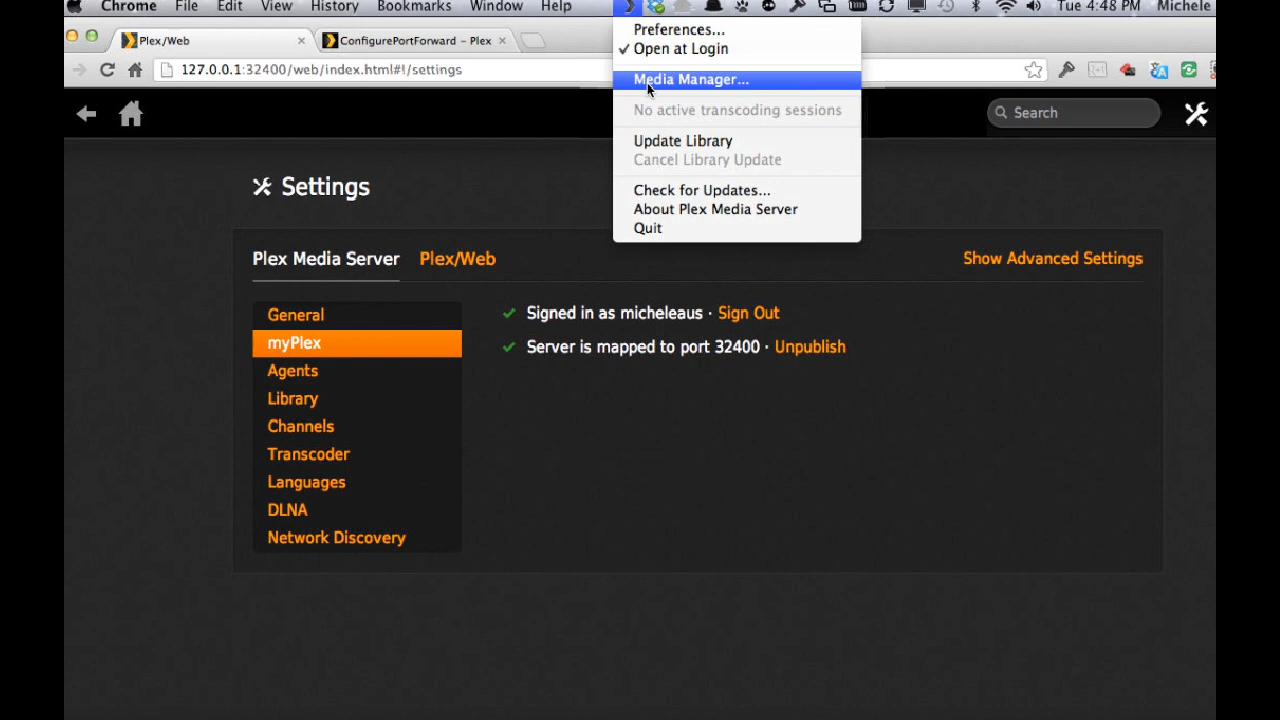 Chrome File Edit View History Bookmarks Window Help Tue 4:48 PM Michele
Plex/Web ConfigurePortForward – Plex
127.0.0.1:32400/web/index.html#!/settings
Preferences...
Open at Login
Media Manager...
No active transcoding sessions
Update Library
Cancel Library Update
Check for Updates...
About Plex Media Server
Quit
Search
Settings
Plex Media Server Plex/Web Show Advanced Settings
General
myPlex
Agents
Library
Channels
Transcoder
Languages
DLNA
Network Discovery
Signed in as micheleaus · Sign Out
Server is mapped to port 32400 · Unpublish